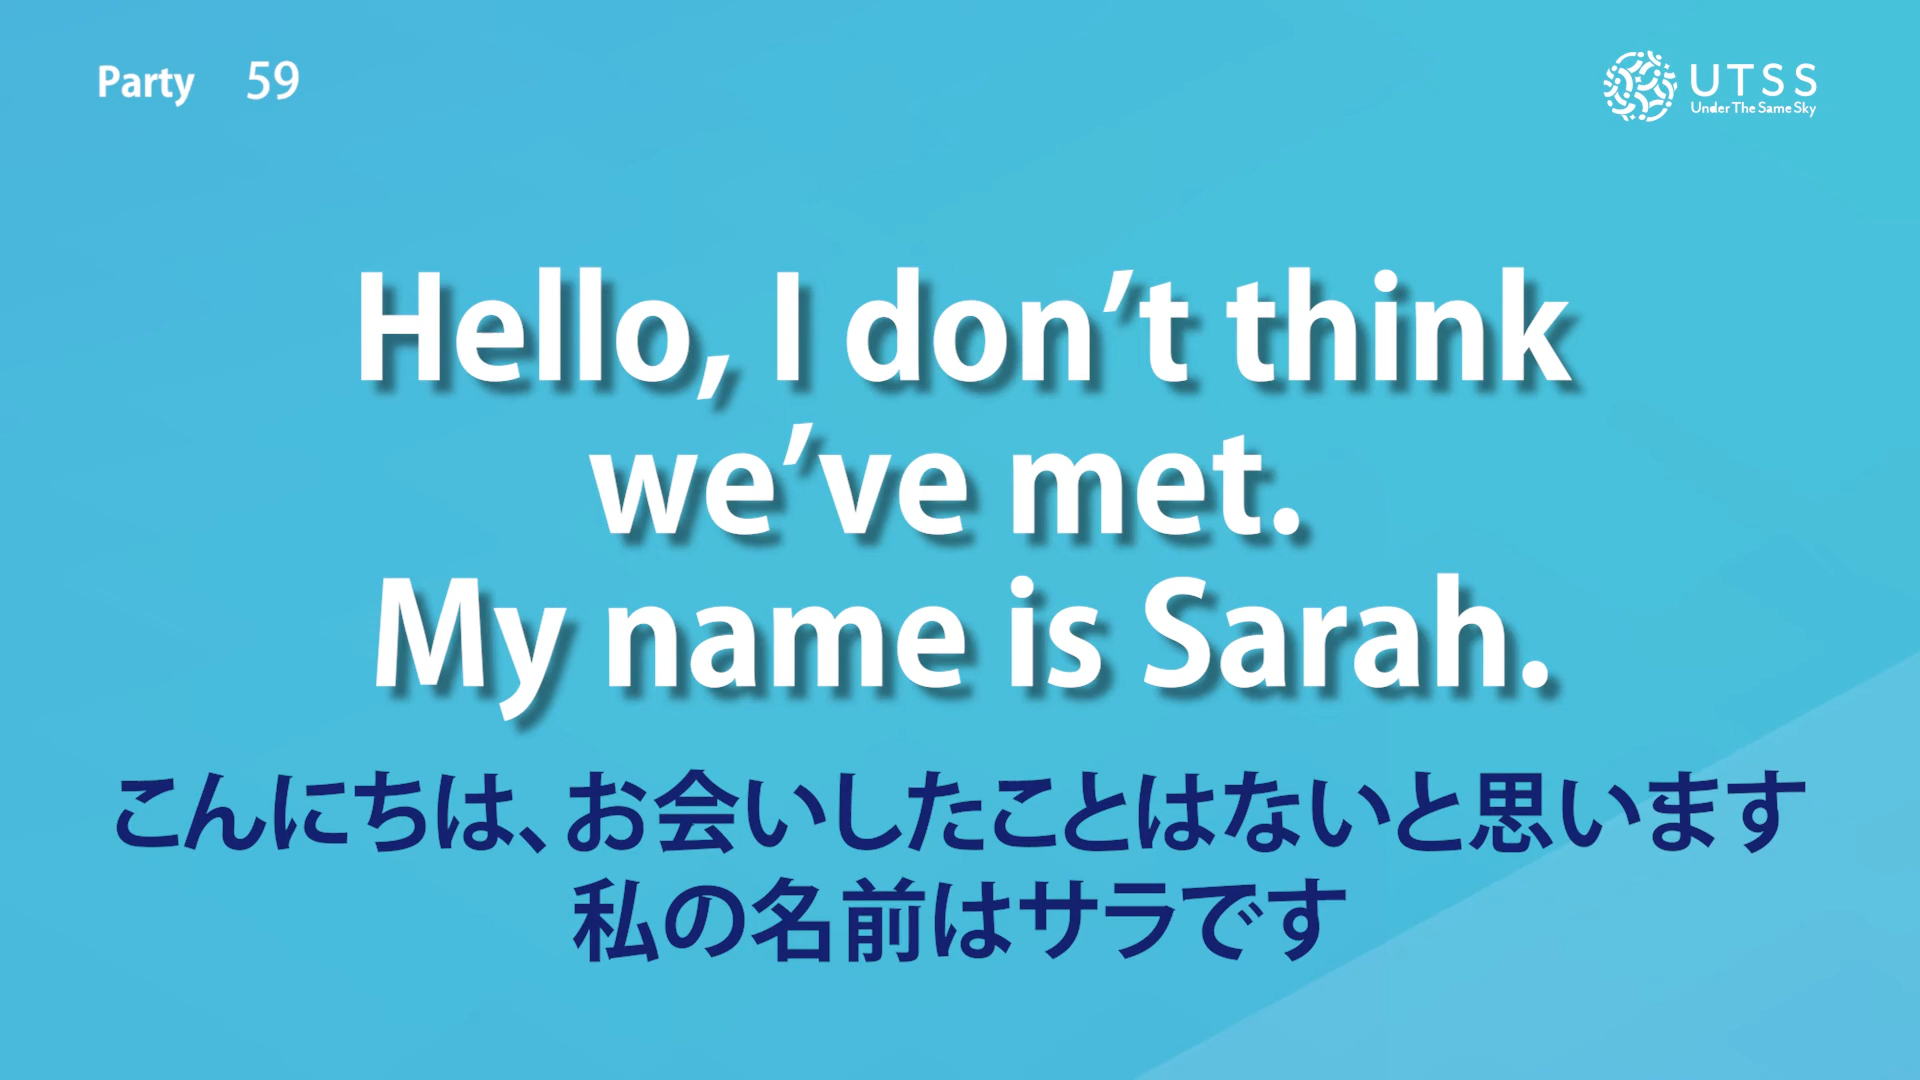 Party 59
UTSS
Under The Same Sky
Hello, I don’t think
we’ve met.
My name is Sarah.
こんにちは、お会いしたことはないと思います
私の名前はサラです